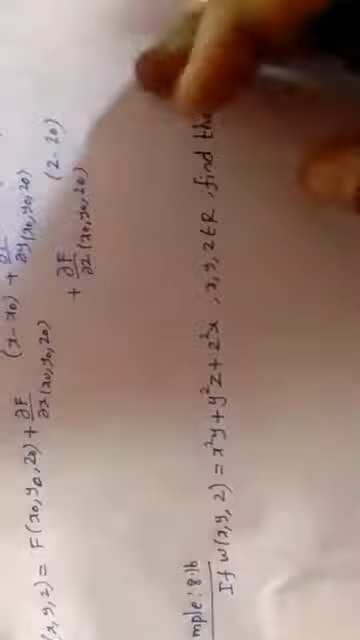 (x, y, z) = F(x0, y0, z0) + ∂F/∂x (x0, y0, z0) (x - x0) + ∂F/∂y (x0, y0, z0)
+ ∂F/∂z (x0, y0, z0) (z - z0)
mple: 8.16
If w(x, y, z) = x²y + y²z + z²x , x, y, z ∈ R , find the